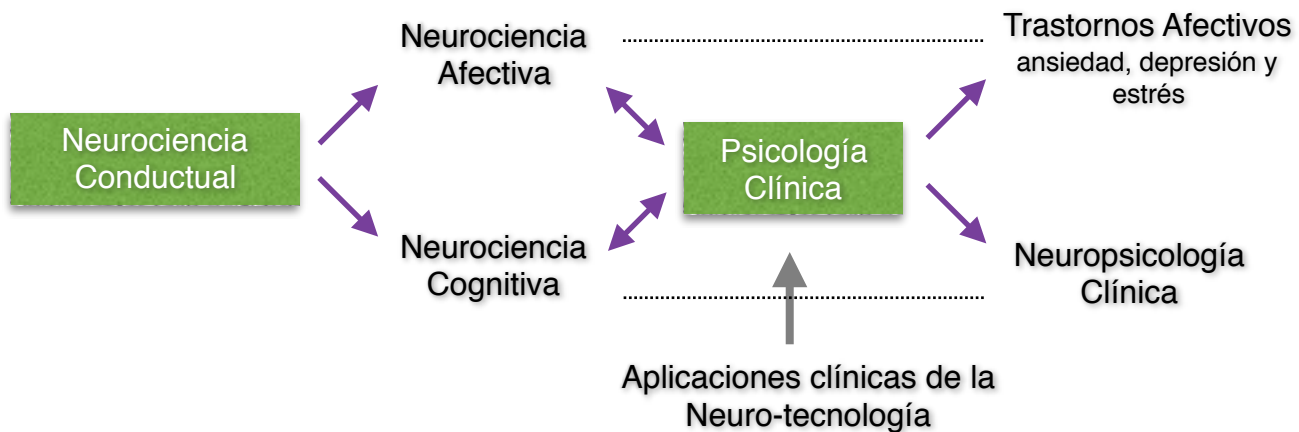 Neurociencia
Conductual
Neurociencia
Afectiva
Neurociencia
Cognitiva
Psicología
Clínica
Trastornos Afectivos
ansiedad, depresión y
estrés
Neuropsicología
Clínica
Aplicaciones clínicas de la
Neuro-tecnología